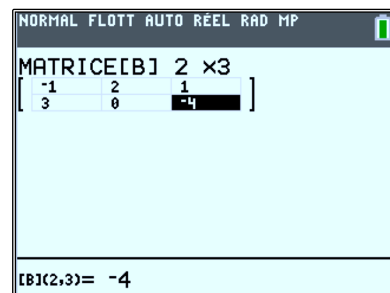 NORMAL FLOTT AUTO RÉEL RAD MP
MATRICE[B] 2 ×3
[ -1 2 1 ]
[ 3 0 -4 ]
[B](2,3)= -4